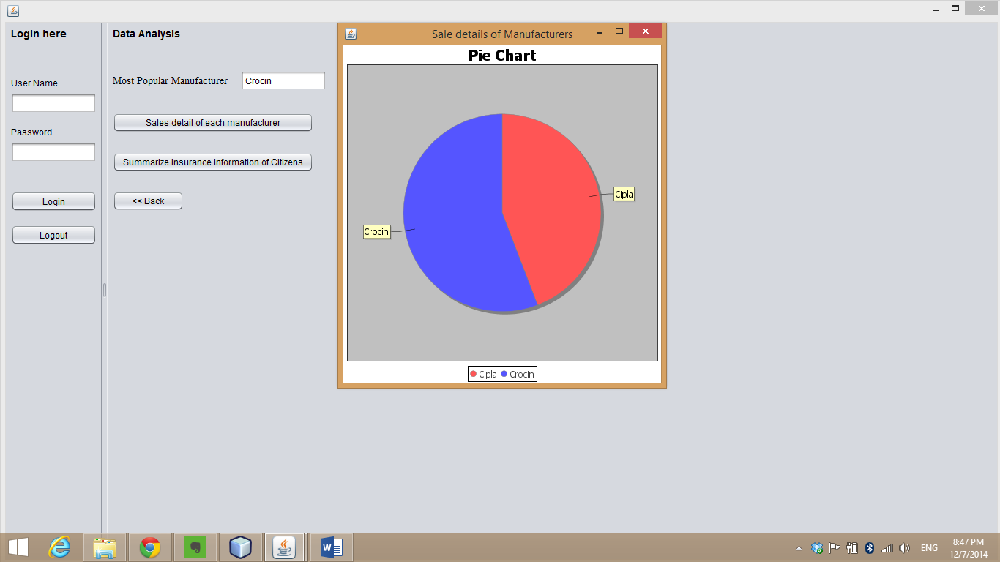 Login here
User Name
Password
Login
Logout
Data Analysis
Most Popular Manufacturer
Crocin
Sales detail of each manufacturer
Summarize Insurance Information of Citizens
<< Back
Sale details of Manufacturers
Pie Chart
Cipla
Crocin
Cipla Crocin
ENG
8:47 PM
12/7/2014